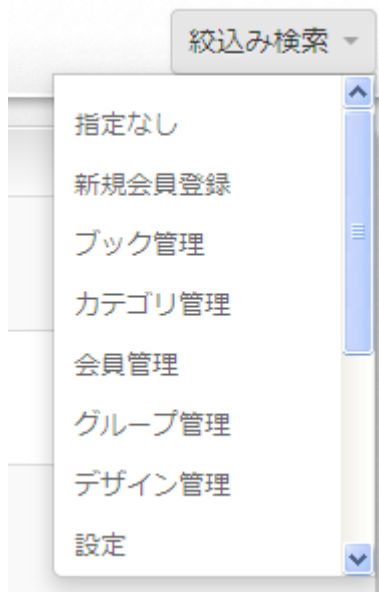 絞込み検索
指定なし
新規会員登録
ブック管理
カテゴリ管理
会員管理
グループ管理
デザイン管理
設定